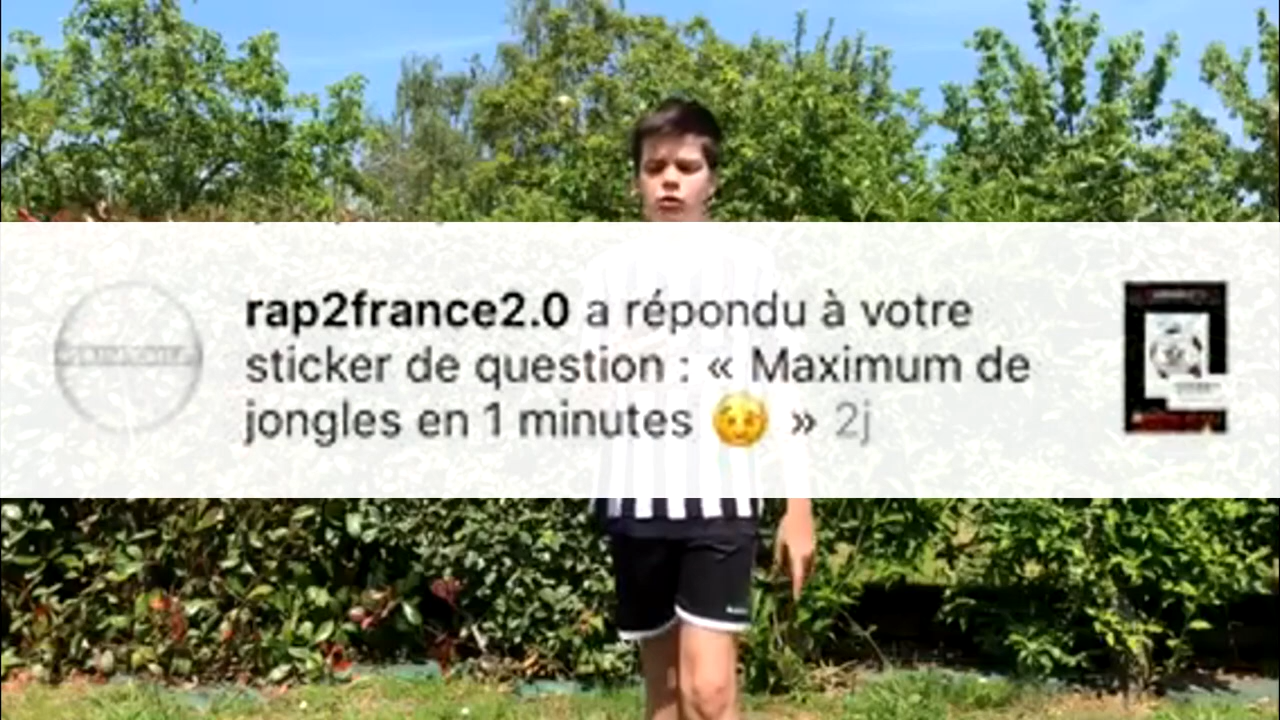 rap2france2.0 a répondu à votre
sticker de question : « Maximum de
jongles en 1 minutes 😟 » 2j